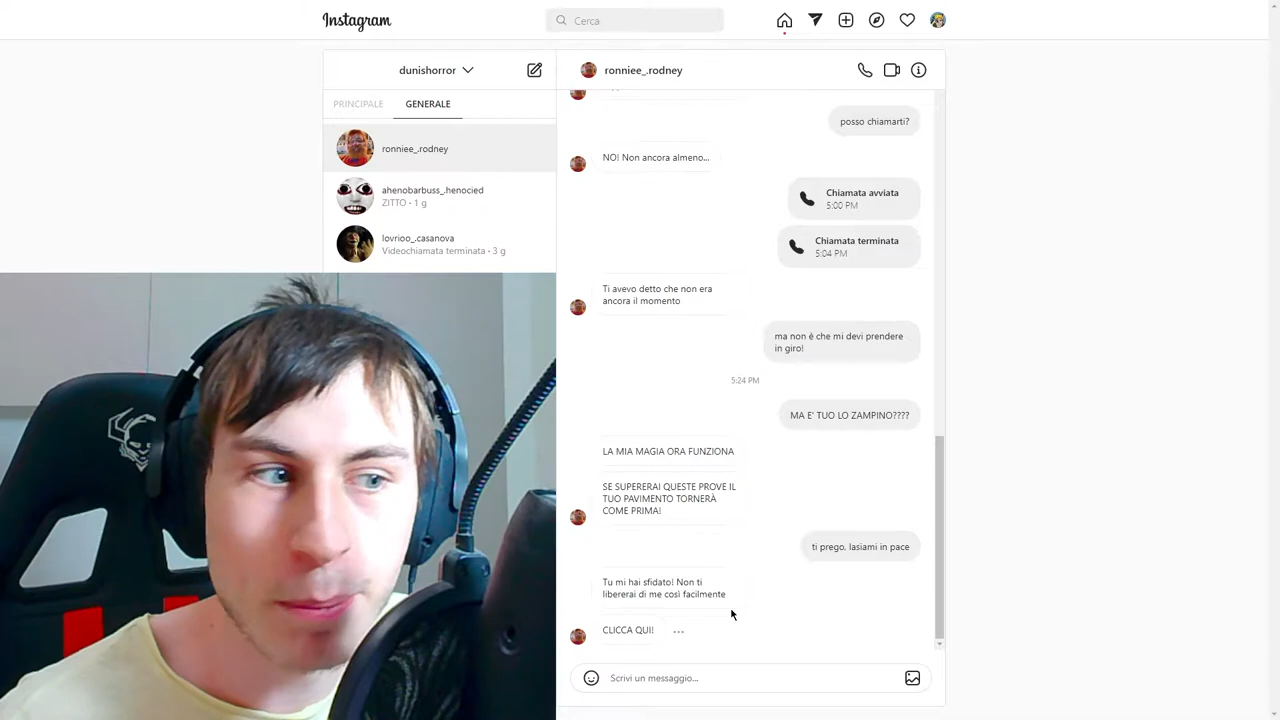 Instagram
Cerca
dunishorror
PRINCIPALE
GENERALE
ronniee_.rodney
ahenobarbuss_.henocied
ZITTO · 1 g
lovrioo_.casanova
Videochiamata terminata · 3 g
ronniee_.rodney
posso chiamarti?
NO! Non ancora almeno...
Chiamata avviata
5:00 PM
Chiamata terminata
5:04 PM
Ti avevo detto che non era
ancora il momento
ma non è che mi devi prendere
in giro!
5:24 PM
MA E' TUO LO ZAMPINO????
LA MIA MAGIA ORA FUNZIONA
SE SUPERERAI QUESTE PROVE IL
TUO PAVIMENTO TORNERÀ
COME PRIMA!
ti prego, lasiami in pace
Tu mi hai sfidato! Non ti
libererai di me così facilmente
CLICCA QUI!
Scrivi un messaggio...